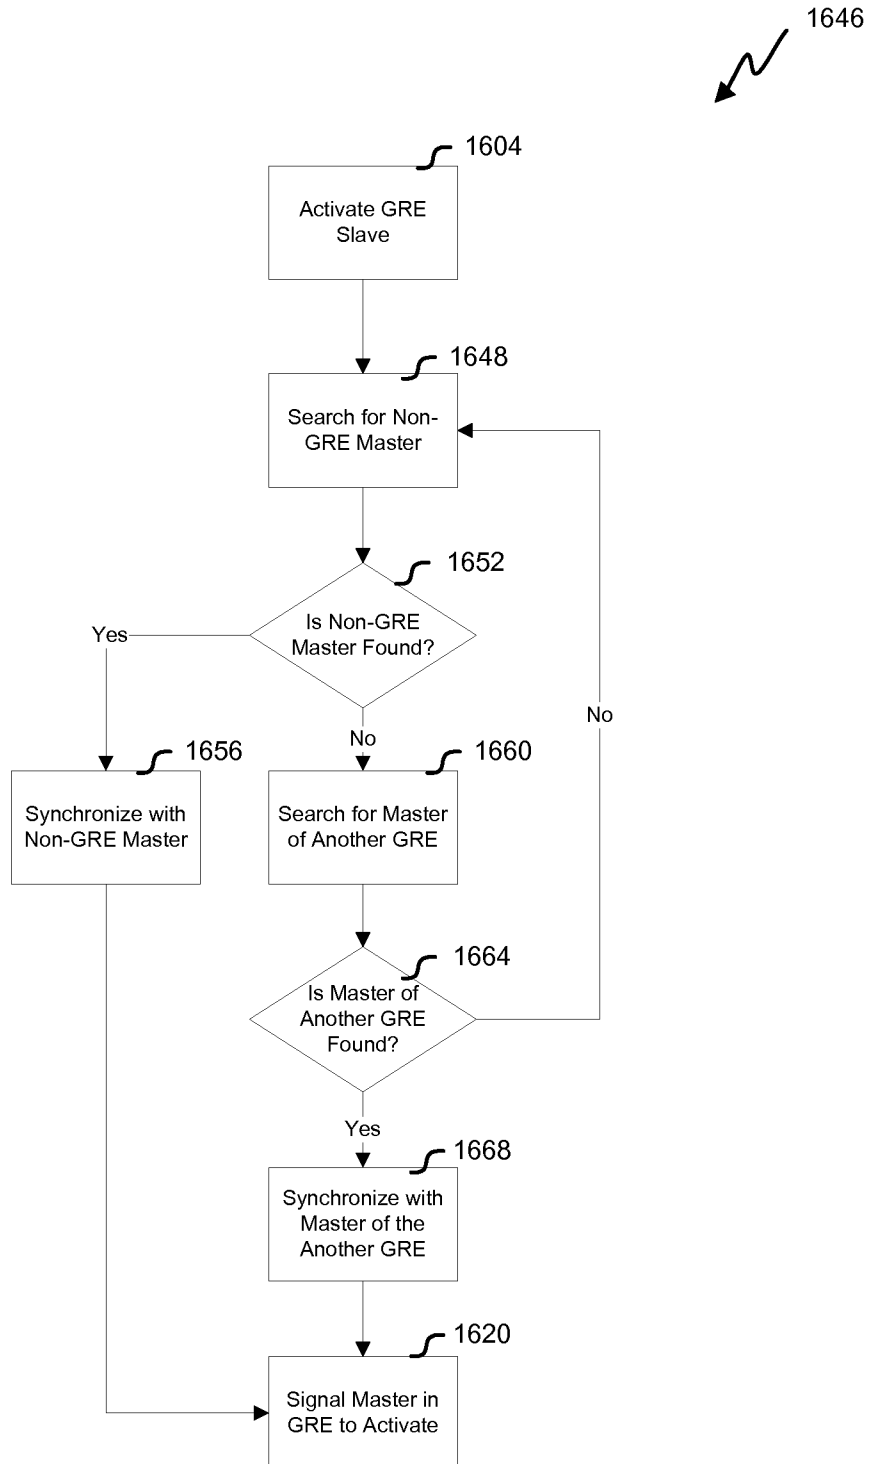 1646
1604
Activate GRE
Slave
1648
Search for Non-
GRE Master
1652
Is Non-GRE
Master Found?
Yes
No
No
1656
Synchronize with
Non-GRE Master
1660
Search for Master
of Another GRE
1664
Is Master of
Another GRE
Found?
Yes
1668
Synchronize with
Master of the
Another GRE
1620
Signal Master in
GRE to Activate